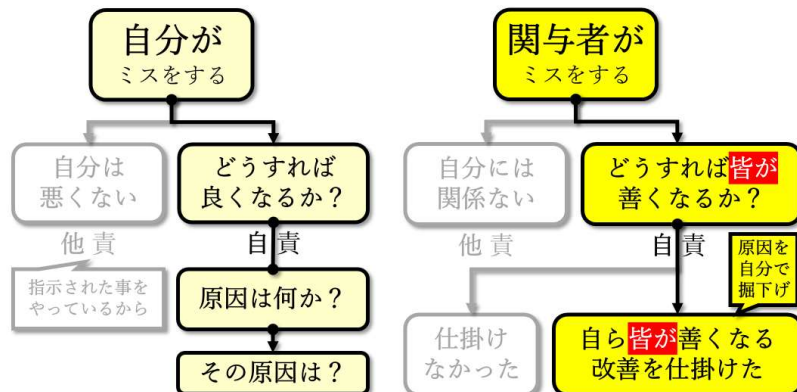 自分が
ミスをする
自分は
悪くない
どうすれば
良くなるか？
他責
自責
指示された事を
やっているから
原因は何か？
その原因は？
関与者が
ミスをする
自分には
関係ない
どうすれば皆が
善くなるか？
他責
自責
原因を
自分で
掘下げ
仕掛け
なかった
自ら皆が善くなる
改善を仕掛けた